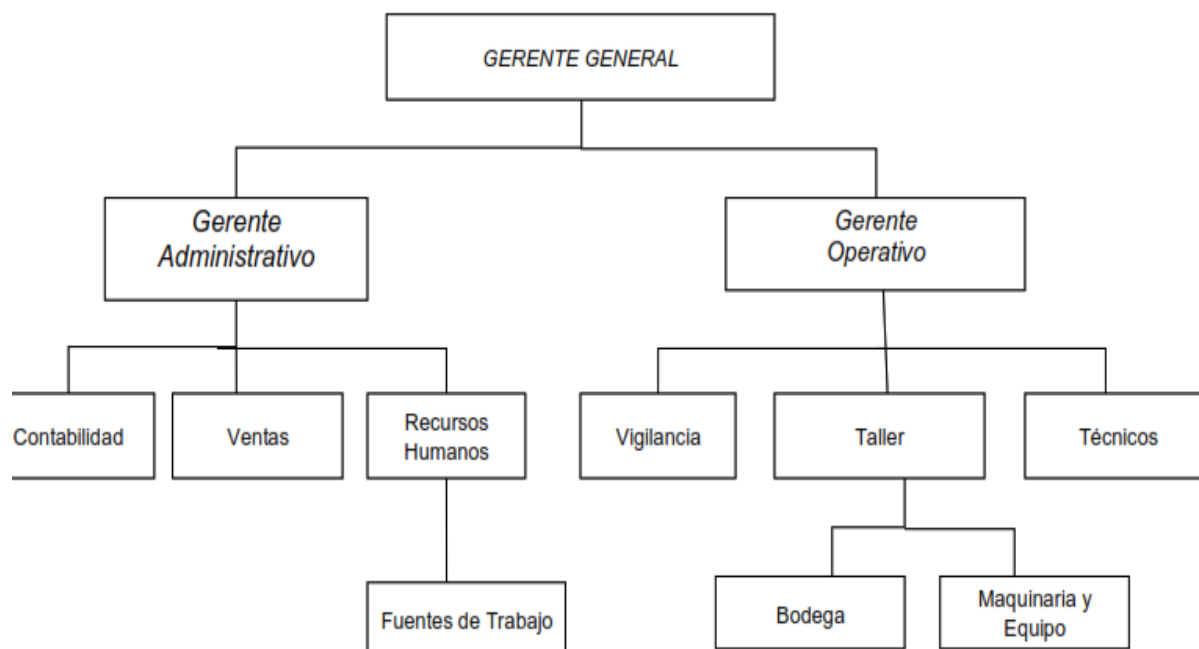 GERENTE GENERAL
Gerente
Administrativo
Gerente
Operativo
Contabilidad
Ventas
Recursos
Humanos
Vigilancia
Taller
Técnicos
Fuentes de Trabajo
Bodega
Maquinaria y
Equipo